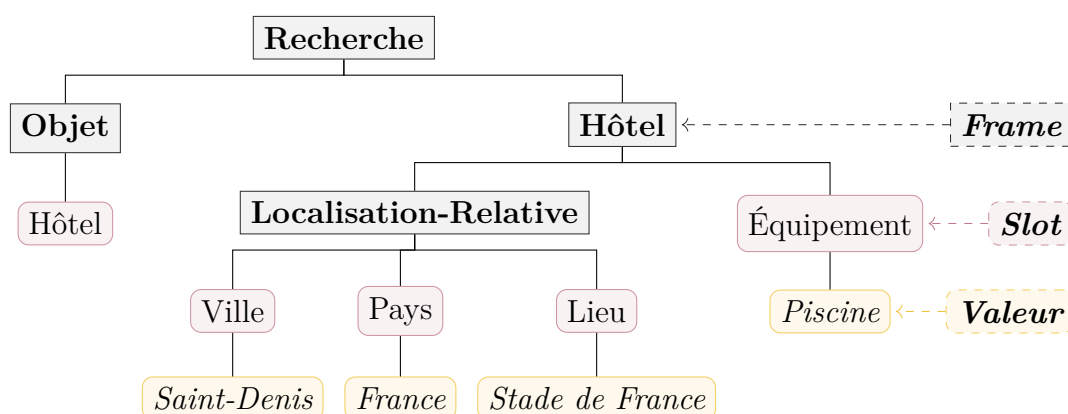 Recherche
Objet
Hôtel
Frame
Hôtel
Localisation-Relative
Équipement
Slot
Ville
Pays
Lieu
Piscine
Valeur
Saint-Denis
France
Stade de France